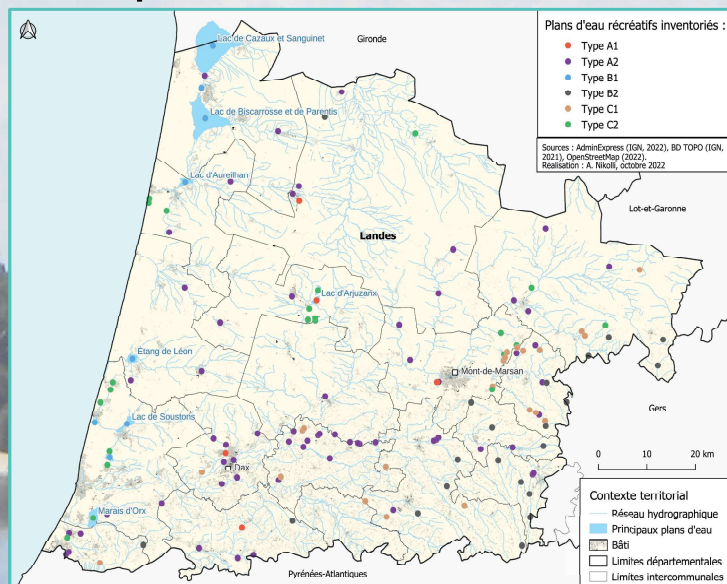 Gironde
Plans d'eau récréatifs inventoriés :
Type A1
Type A2
Type B1
Type B2
Type C1
Type C2
Sources : AdminExpress (IGN, 2022), BD TOPO (IGN,
2021), OpenStreetMap (2022).
Réalisation : A. Nikolli, octobre 2022
Lac de Cazaux et Sanguinet
Lac de Biscarrosse et de Parentis
Lac d'Aureilhan
Lot-et-Garonne
Landes
Lac d'Arjuzanx
Étang de Léon
Mont-de-Marsan
Gers
Lac de Soustons
Dax
0 10 20 km
Marais d'Orx
Pyrénées-Atlantiques
Contexte territorial
Réseau hydrographique
Principaux plans d'eau
Bâti
Limites départementales
Limites intercommunales